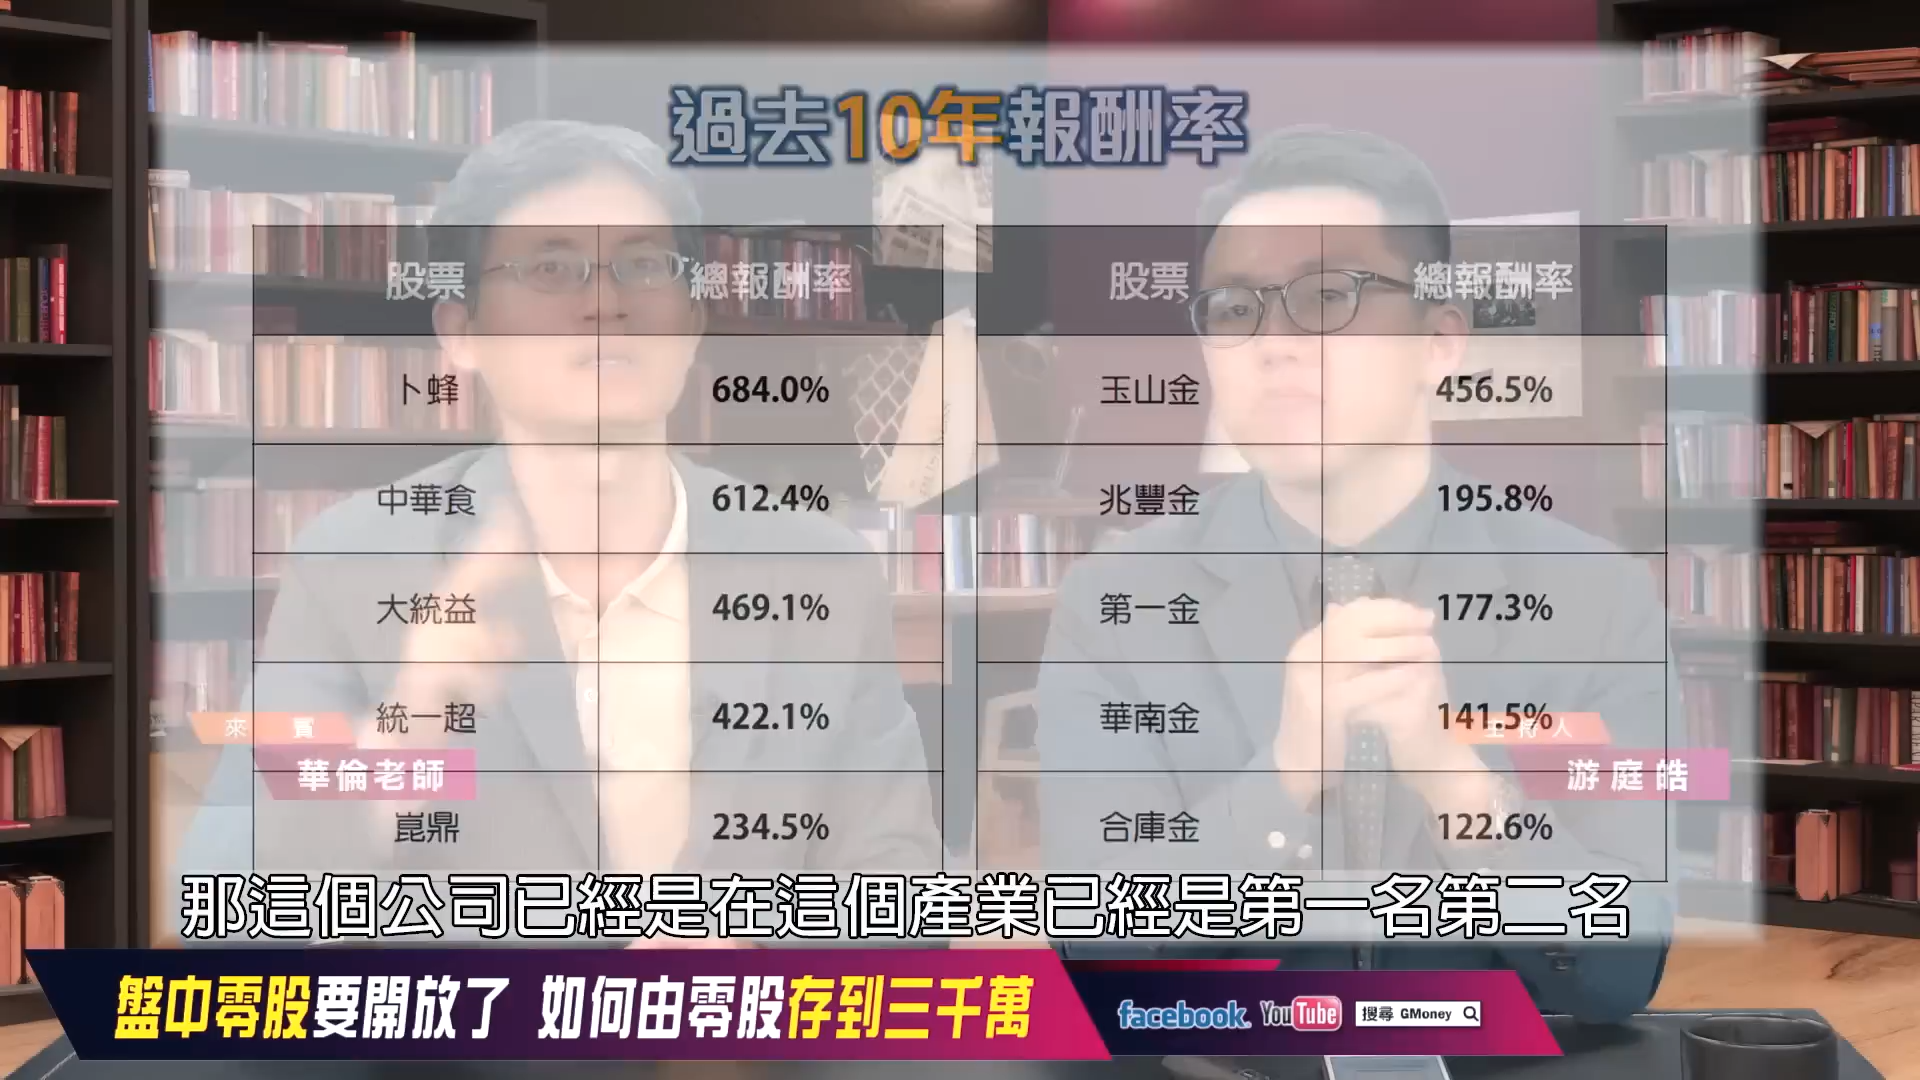 過去10年報酬率
股票 總報酬率 股票 總報酬率
卜蜂 684.0% 玉山金 456.5%
中華食 612.4% 兆豐金 195.8%
大統益 469.1% 第一金 177.3%
統一超 422.1% 華南金 141.5%
來賓 主持人
華倫老師 游庭皓
崑鼎 234.5% 合庫金 122.6%
那這個公司已經是在這個產業已經是第一名第二名
盤中零股要開放了 如何由零股存到三千萬
facebook. YouTube 搜尋 GMoney